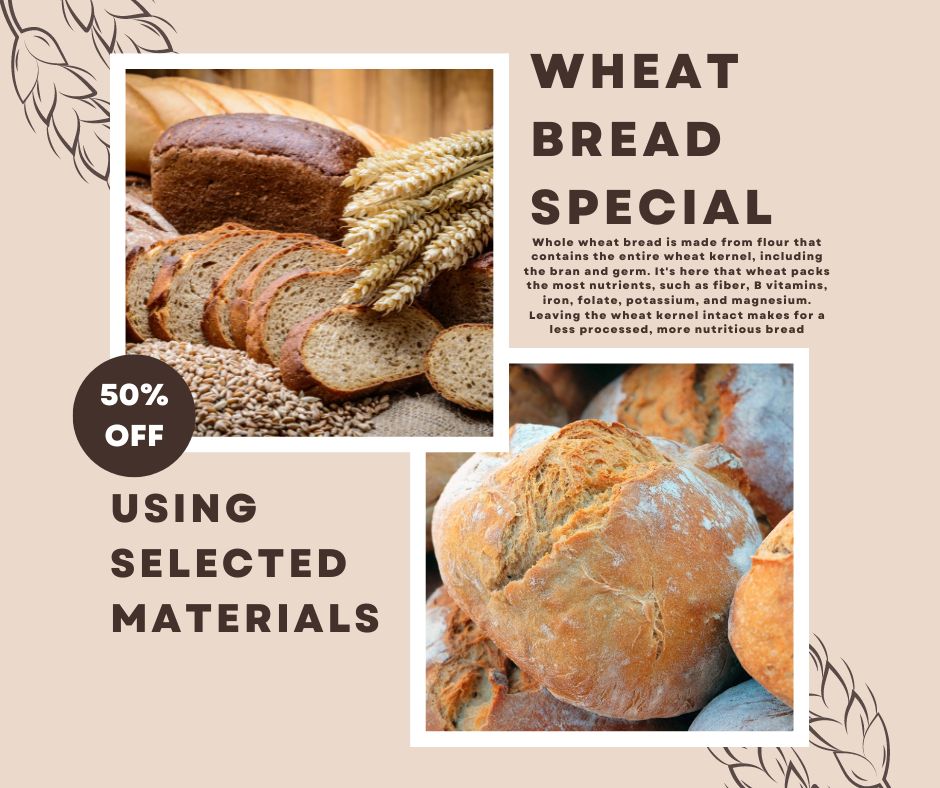 WHEAT
BREAD
SPECIAL
Whole wheat bread is made from flour that
contains the entire wheat kernel, including
the bran and germ. It's here that wheat packs
the most nutrients, such as fiber, B vitamins,
iron, folate, potassium, and magnesium.
Leaving the wheat kernel intact makes for a
less processed, more nutritious bread
50%
OFF
USING
SELECTED
MATERIALS